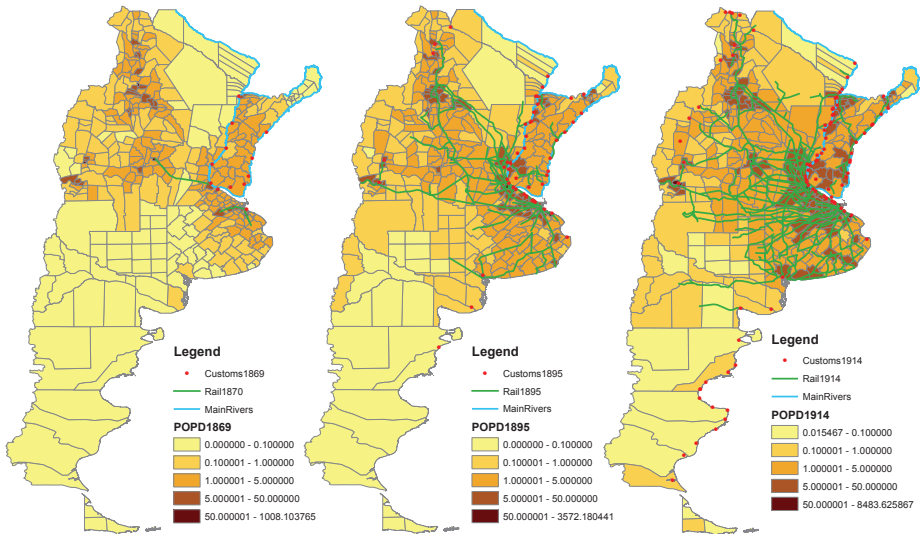 Legend
Customs1869
Rail1870
MainRivers
POPD1869
0.000000 - 0.100000
0.100001 - 1.000000
1.000001 - 5.000000
5.000001 - 50.000000
50.000001 - 1008.103765
Legend
Customs1895
Rail1895
MainRivers
POPD1895
0.000000 - 0.100000
0.100001 - 1.000000
1.000001 - 5.000000
5.000001 - 50.000000
50.000001 - 3572.180441
Legend
Customs1914
Rail1914
MainRivers
POPD1914
0.015467 - 0.100000
0.100001 - 1.000000
1.000001 - 5.000000
5.000001 - 50.000000
50.000001 - 8483.625867